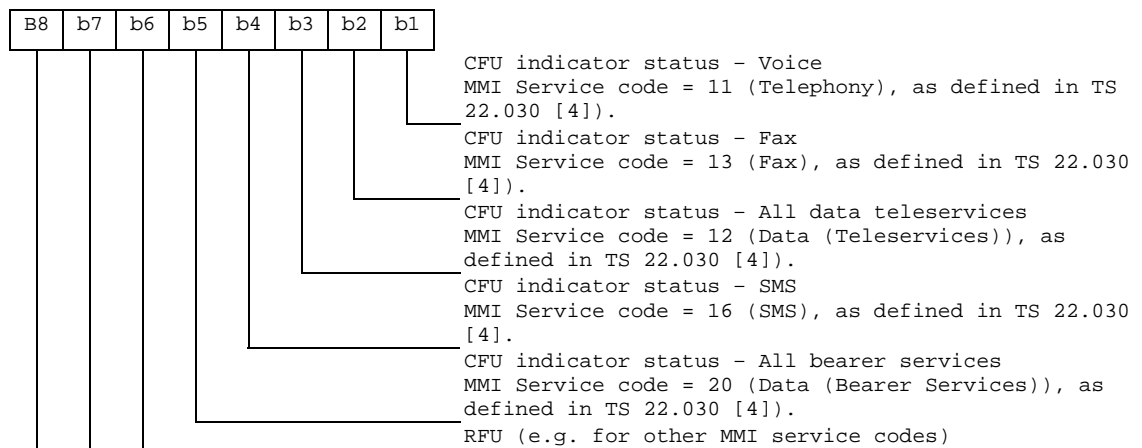 B8 b7 b6 b5 b4 b3 b2 b1
CFU indicator status – Voice
MMI Service code = 11 (Telephony), as defined in TS
22.030 [4]).
CFU indicator status – Fax
MMI Service code = 13 (Fax), as defined in TS 22.030
[4]).
CFU indicator status – All data teleservices
MMI Service code = 12 (Data (Teleservices)), as
defined in TS 22.030 [4]).
CFU indicator status – SMS
MMI Service code = 16 (SMS), as defined in TS 22.030
[4].
CFU indicator status – All bearer services
MMI Service code = 20 (Data (Bearer Services)), as
defined in TS 22.030 [4]).
RFU (e.g. for other MMI service codes)